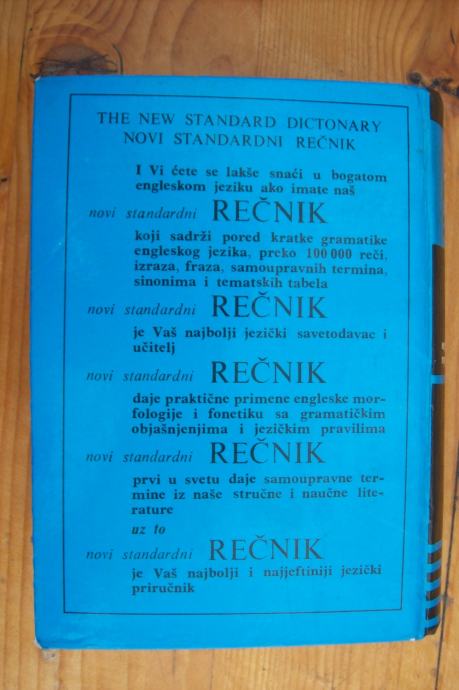 THE NEW STANDARD DICTONARY
NOVI STANDARDNI REČNIK
I Vi ćete se lakše snaći u bogatom
engleskom jeziku ako imate naš
novi standardni REČNIK
koji sadrži pored kratke gramatike
engleskog jezika, preko 100 000 reči,
izraza, fraza, samoupravnih termina,
sinonima i tematskih tabela
novi standardni REČNIK
je Vaš najbolji jezički savetodavac i
učitelj
novi standardni REČNIK
daje praktične primene engleske mor-
fologije i fonetiku sa gramatičkim
objašnjenjima i jezičkim pravilima
novi standardni REČNIK
prvi u svetu daje samoupravne ter-
mine iz naše stručne i naučne lite-
rature
uz to
novi standardni REČNIK
je Vaš najbolji i najjeftiniji jezički
priručnik